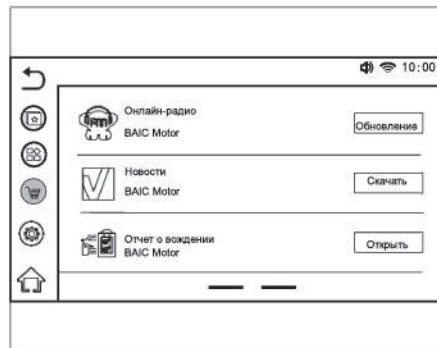 10:00
Онлайн-радио
BAIC Motor
Обновление
Новости
BAIC Motor
Скачать
Отчет о вождении
BAIC Motor
Открыть